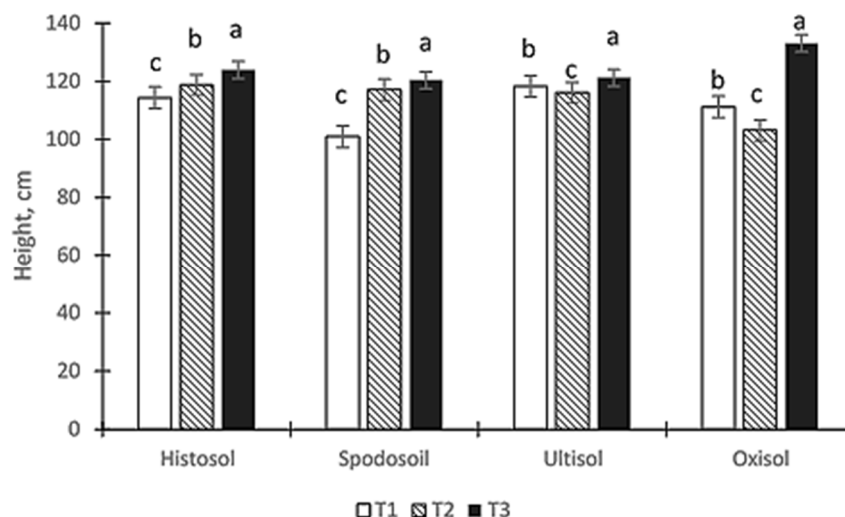 Height, cm
140
120
100
80
60
40
20
0
c b a
c b a
b c a
b c a
Histosol Spodosoil Ultisol Oxisol
T1 T2 T3